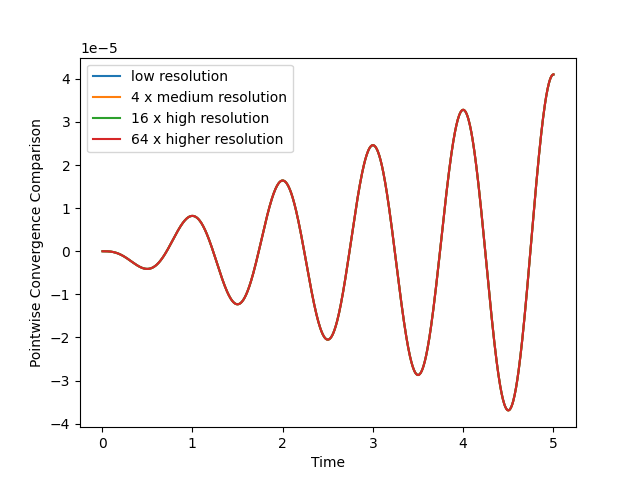 1e−5
low resolution
4 x medium resolution
16 x high resolution
64 x higher resolution
4
3
2
1
0
−1
−2
−3
−4
Pointwise Convergence Comparison
0 1 2 3 4 5
Time